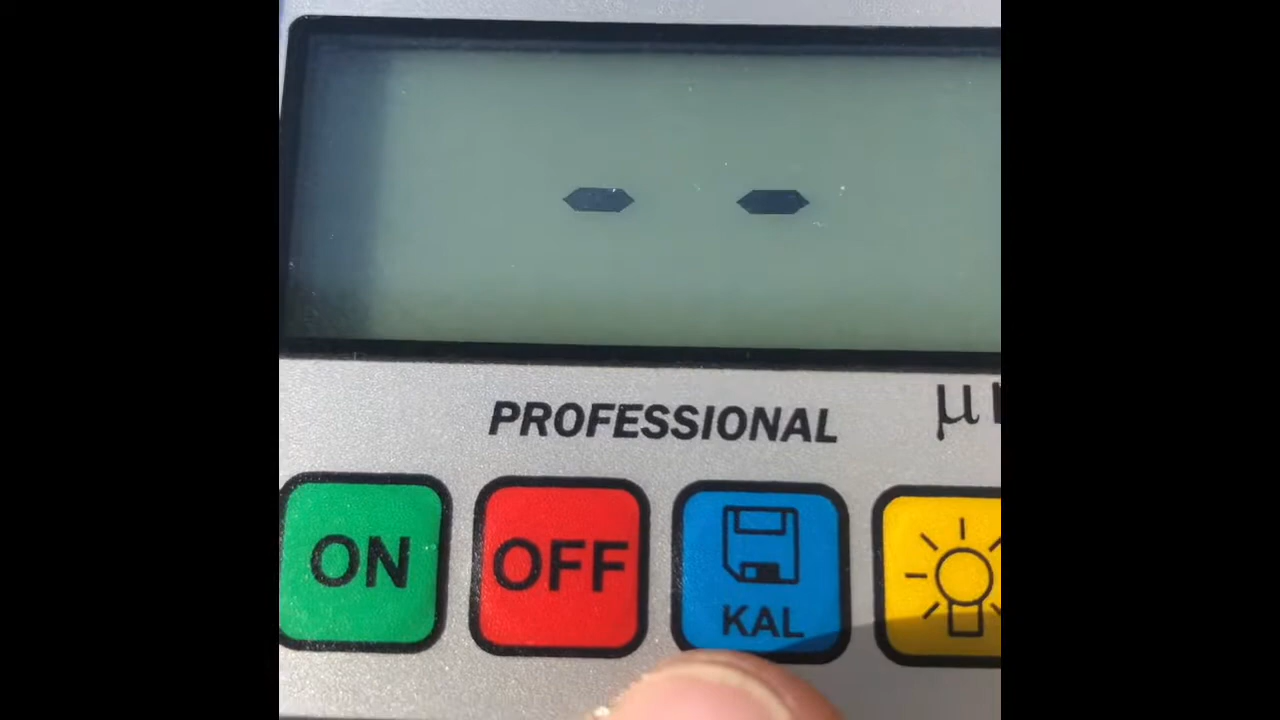 - -
PROFESSIONAL
µ
ON
OFF
KAL